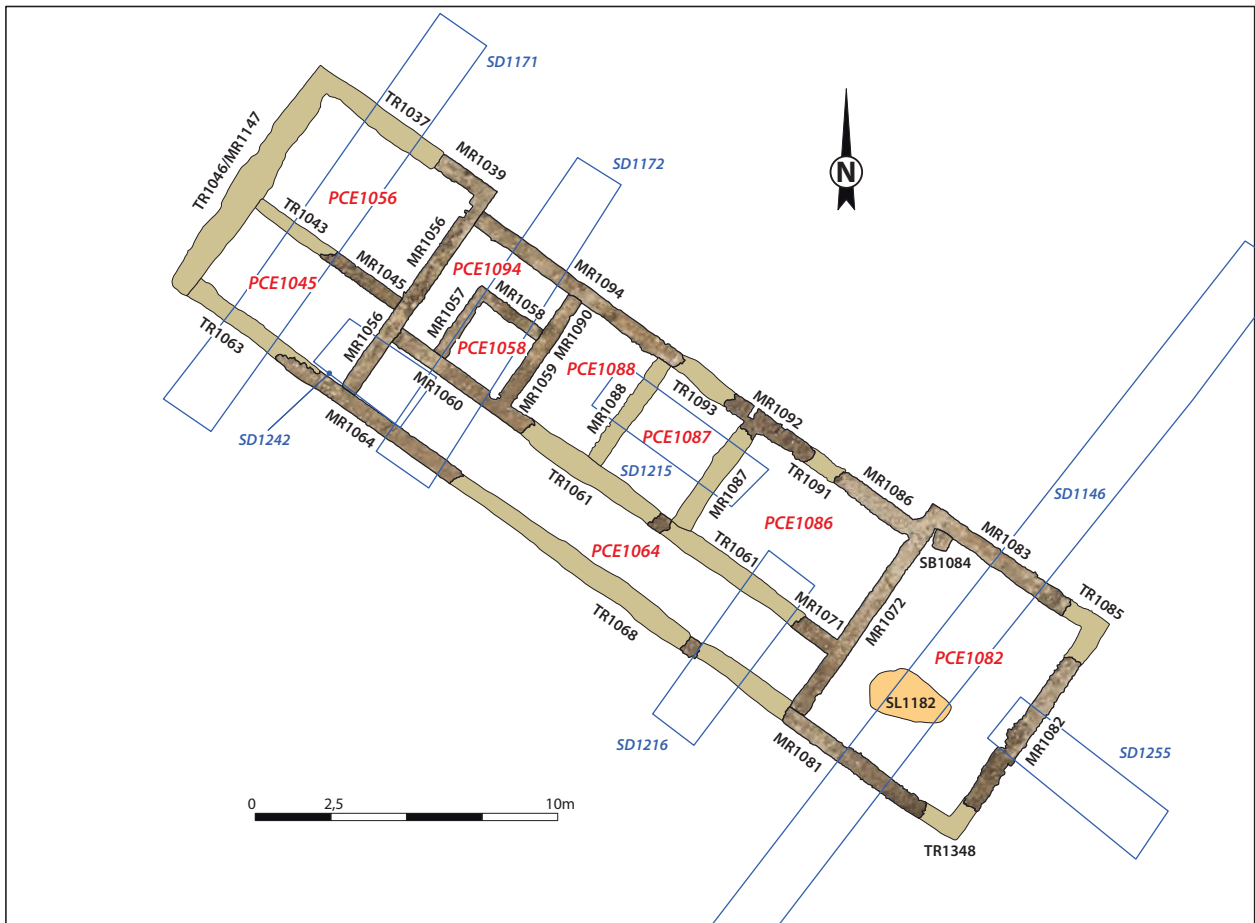 SD1171
TR1037
TR1046/MR1147
MR1039
SD1172
N
PCE1056
TR1043
MR1056
PCE1094
MR1094
MR1045
PCE1045
MR1057
MR1058
MR1090
TR1063
MR1056
PCE1058
PCE1088
MR1059
MR1060
MR1088
TR1093
MR1092
SD1242
MR1064
PCE1087
SD1215
TR1091
MR1086
MR1087
TR1061
SD1146
PCE1086
MR1083
PCE1064
TR1061
SB1084
MR1071
MR1072
TR1085
TR1068
PCE1082
SL1182
SD1216
MR1081
MR1082
SD1255
0 2,5 10m
TR1348